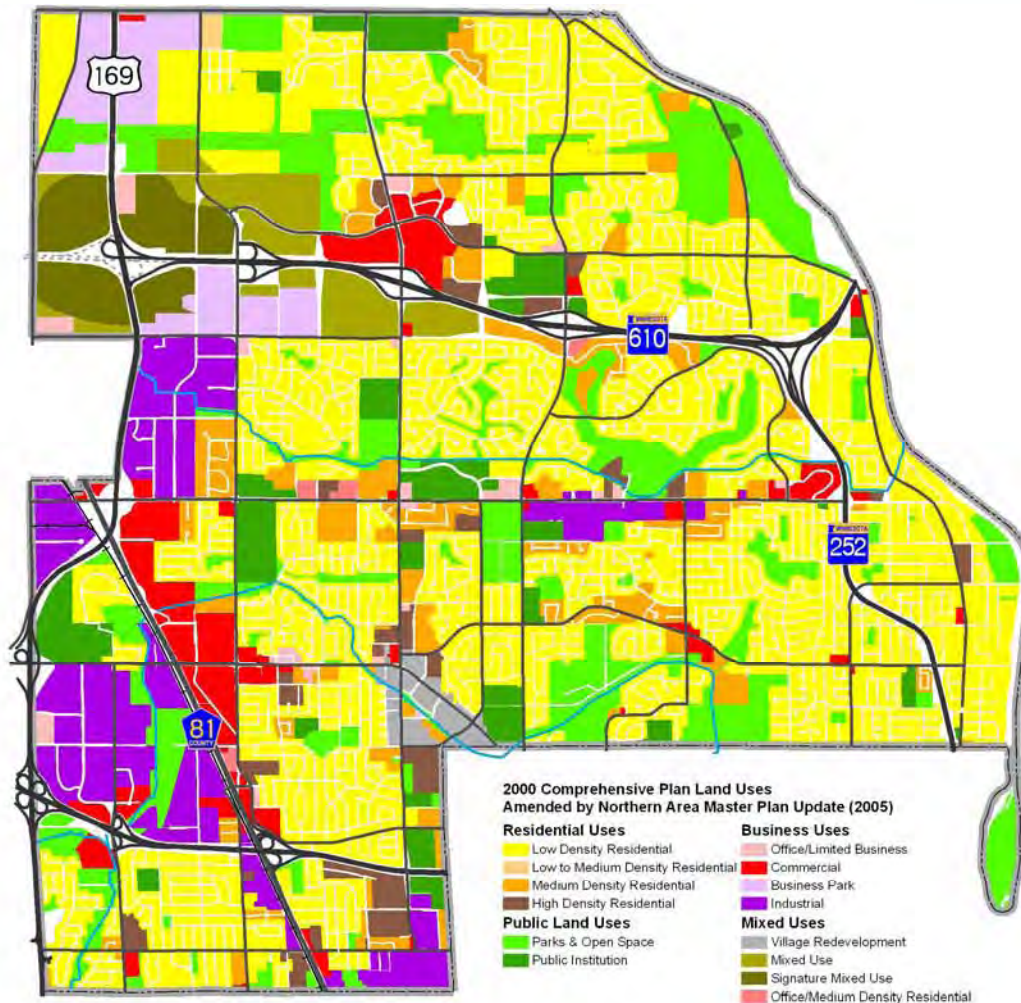 169
MINNESOTA
610
MINNESOTA
252
81
COUNTY
2000 Comprehensive Plan Land Uses
Amended by Northern Area Master Plan Update (2005)
Residential Uses
Low Density Residential
Low to Medium Density Residential
Medium Density Residential
High Density Residential
Public Land Uses
Parks & Open Space
Public Institution
Business Uses
Office/Limited Business
Commercial
Business Park
Industrial
Mixed Uses
Village Redevelopment
Mixed Use
Signature Mixed Use
Office/Medium Density Residential